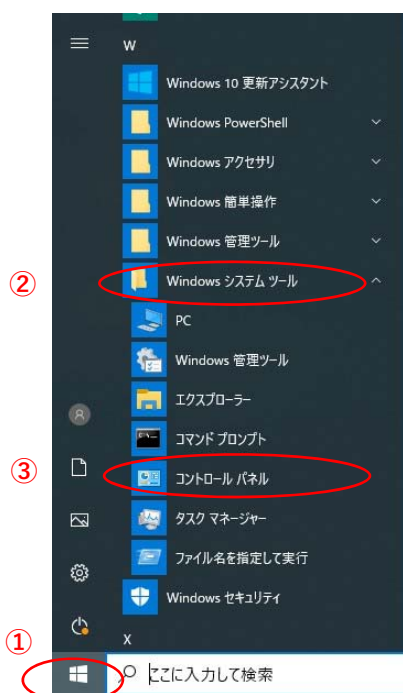 W
Windows 10 更新アシスタント
Windows PowerShell
Windows アクセサリ
Windows 簡単操作
Windows 管理ツール
② Windows システム ツール
PC
Windows 管理ツール
エクスプローラー
コマンド プロンプト
③ コントロール パネル
タスク マネージャー
ファイル名を指定して実行
Windows セキュリティ
X
① ここに入力して検索